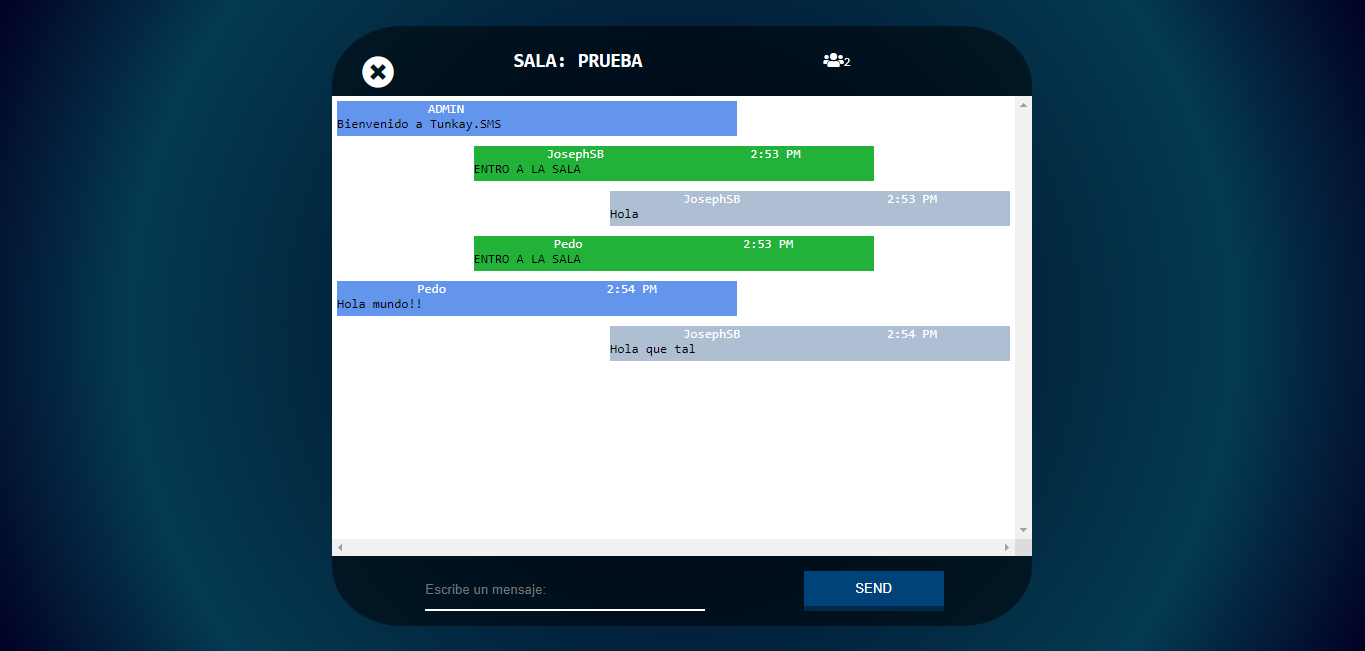 SALA: PRUEBA 2
ADMIN
Bienvenido a Tunkay.SMS
JosephSB 2:53 PM
ENTRO A LA SALA
JosephSB 2:53 PM
Hola
Pedo 2:53 PM
ENTRO A LA SALA
Pedo 2:54 PM
Hola mundo!!
JosephSB 2:54 PM
Hola que tal
Escribe un mensaje: SEND